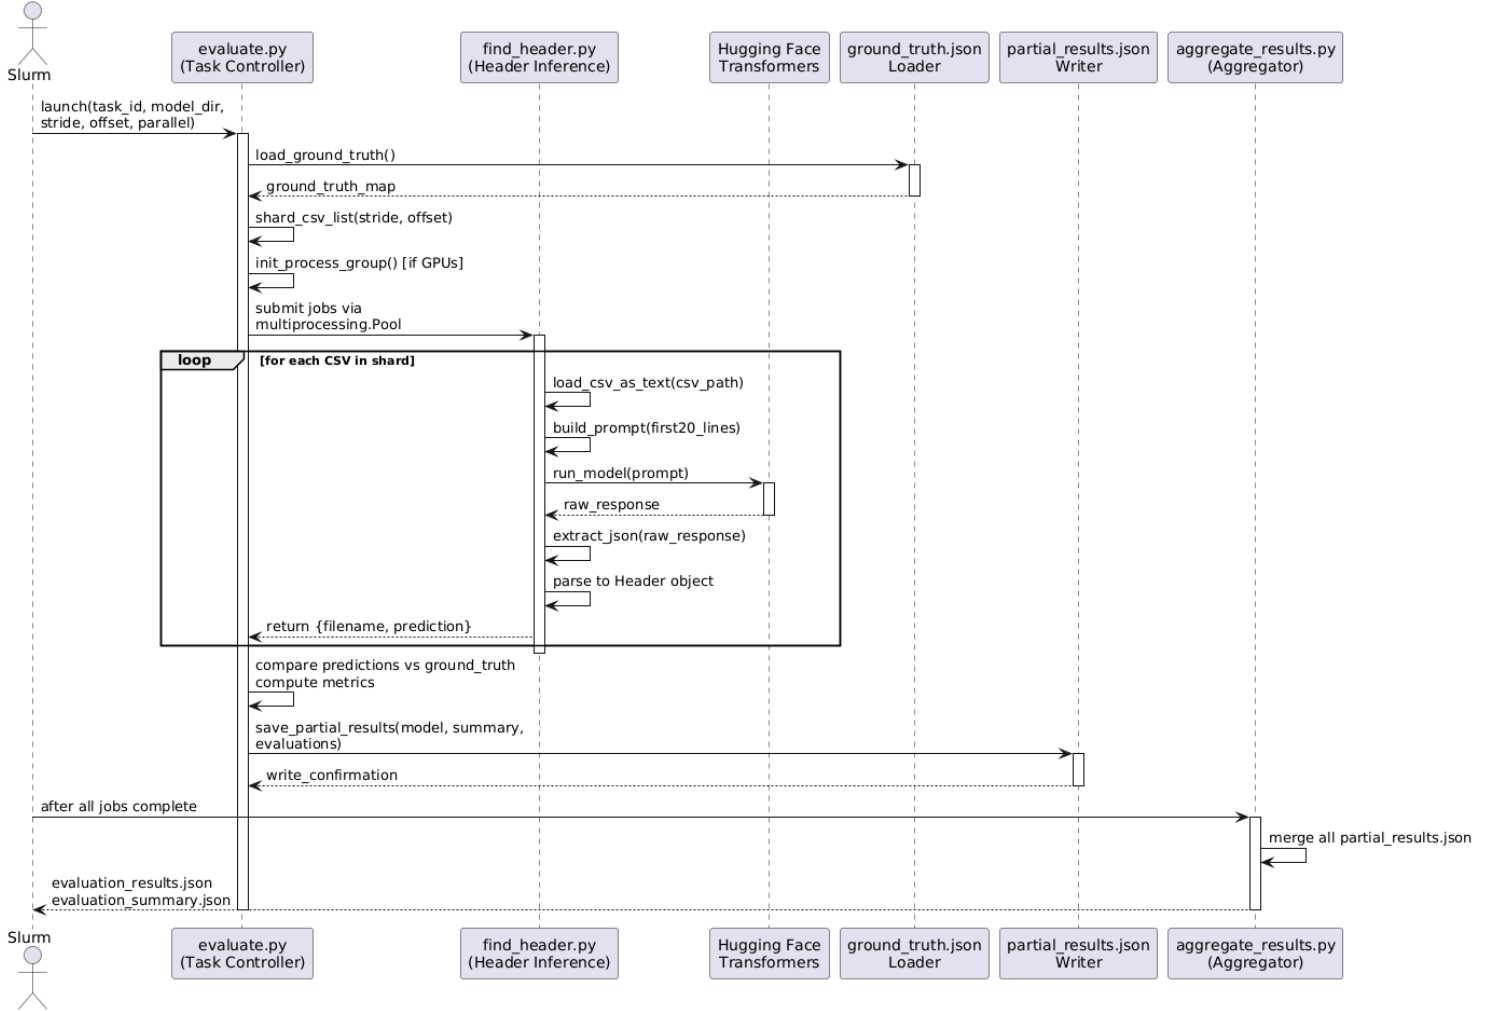 Slurm
evaluate.py
(Task Controller)
find_header.py
(Header Inference)
Hugging Face
Transformers
ground_truth.json
Loader
partial_results.json
Writer
aggregate_results.py
(Aggregator)
launch(task_id, model_dir,
stride, offset, parallel)
load_ground_truth()
ground_truth_map
shard_csv_list(stride, offset)
init_process_group() [if GPUs]
submit jobs via
multiprocessing.Pool
loop
[for each CSV in shard]
load_csv_as_text(csv_path)
build_prompt(first20_lines)
run_model(prompt)
raw_response
extract_json(raw_response)
parse to Header object
return {filename, prediction}
compare predictions vs ground_truth
compute metrics
save_partial_results(model, summary,
evaluations)
write_confirmation
after all jobs complete
merge all partial_results.json
evaluation_results.json
evaluation_summary.json
Slurm
evaluate.py
(Task Controller)
find_header.py
(Header Inference)
Hugging Face
Transformers
ground_truth.json
Loader
partial_results.json
Writer
aggregate_results.py
(Aggregator)